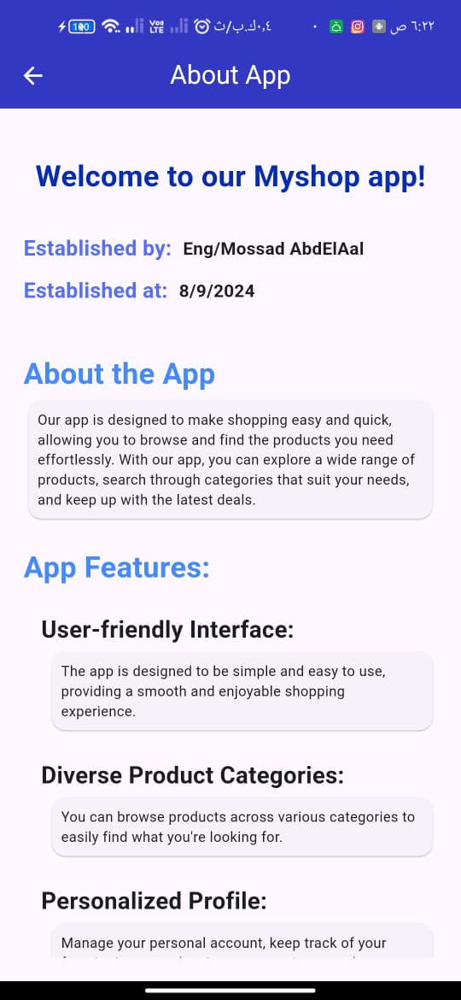 100 Vo) LTE ٤,٠ك.ب/ث ٦:٢٢ ص
About App
Welcome to our Myshop app!
Established by: Eng/Mossad AbdElAal
Established at: 8/9/2024
About the App
Our app is designed to make shopping easy and quick,
allowing you to browse and find the products you need
effortlessly. With our app, you can explore a wide range of
products, search through categories that suit your needs,
and keep up with the latest deals.
App Features:
User-friendly Interface:
The app is designed to be simple and easy to use,
providing a smooth and enjoyable shopping
experience.
Diverse Product Categories:
You can browse products across various categories to
easily find what you're looking for.
Personalized Profile:
Manage your personal account, keep track of your